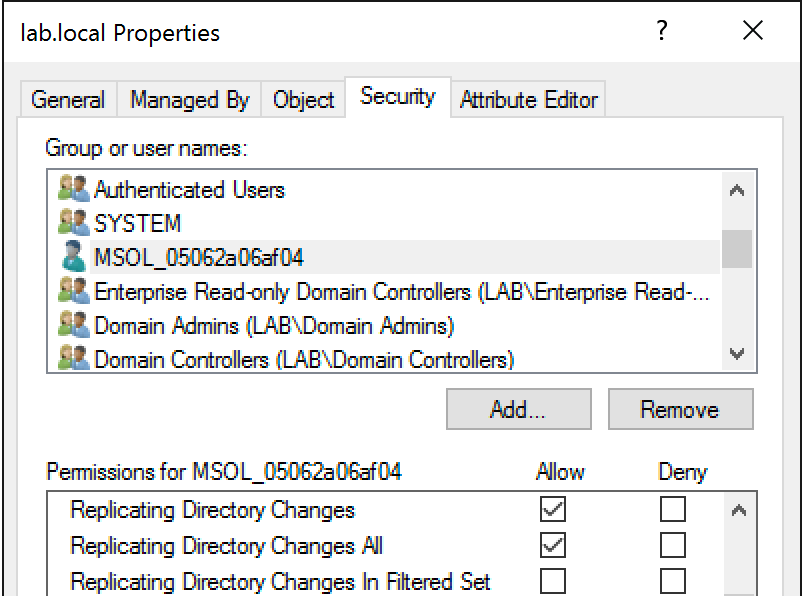 lab.local Properties ?
General Managed By Object Security Attribute Editor
Group or user names:
Authenticated Users
SYSTEM
MSOL_05062a06af04
Enterprise Read-only Domain Controllers (LAB\Enterprise Read-...
Domain Admins (LAB\Domain Admins)
Domain Controllers (LAB\Domain Controllers)
Add... Remove
Permissions for MSOL_05062a06af04 Allow Deny
Replicating Directory Changes
Replicating Directory Changes All
Replicating Directory Changes In Filtered Set